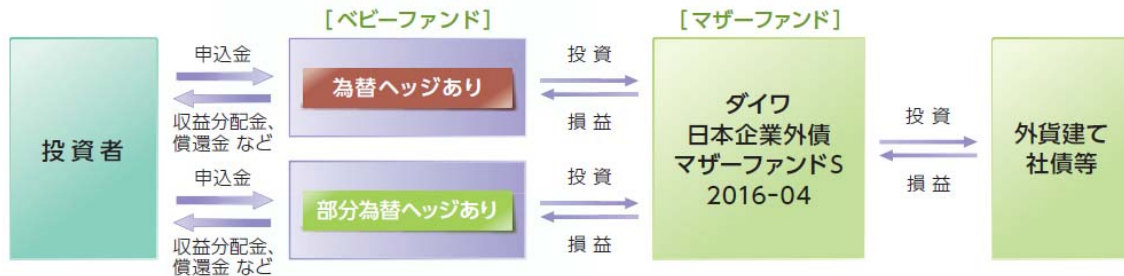 [ベビーファンド]
[マザーファンド]
投資者
申込金
収益分配金、
償還金 など
為替ヘッジあり
投資
損益
申込金
収益分配金、
償還金 など
部分為替ヘッジあり
投資
損益
ダイワ
日本企業外債
マザーファンドS
2016-04
投資
損益
外貨建て
社債等